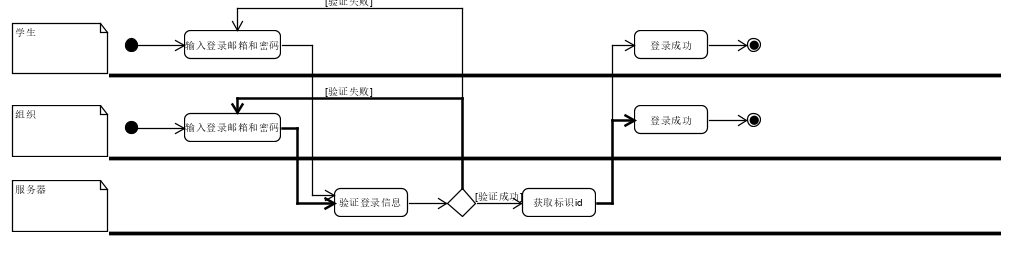 [验证失败]
学生
输入登录邮箱和密码
登录成功
[验证失败]
组织
输入登录邮箱和密码
登录成功
服务器
验证登录信息
[验证成功]
获取标识id